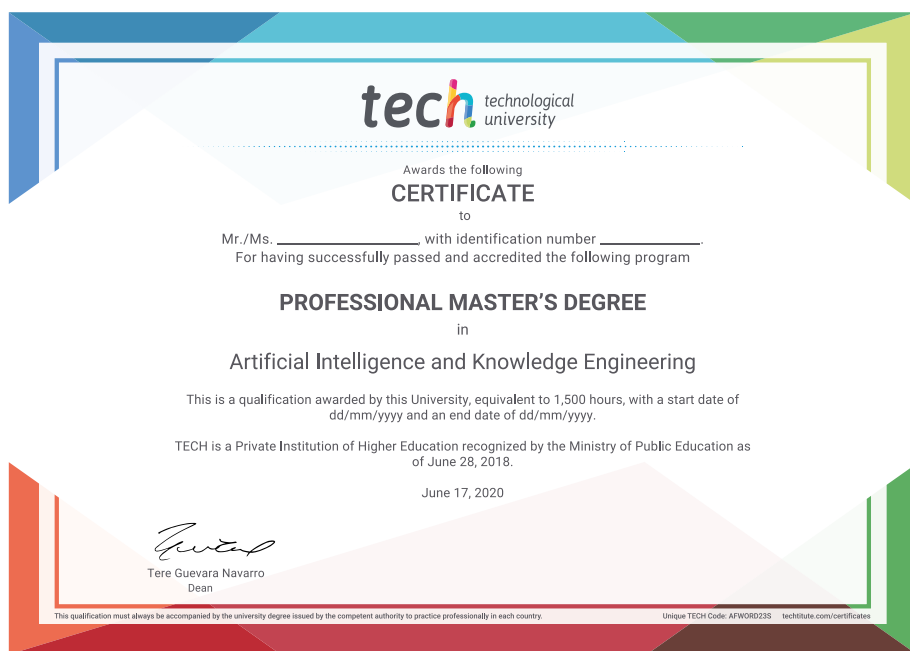 tech technological
university
Awards the following
CERTIFICATE
to
Mr./Ms. ____________, with identification number ____________.
For having successfully passed and accredited the following program
PROFESSIONAL MASTER'S DEGREE
in
Artificial Intelligence and Knowledge Engineering
This is a qualification awarded by this University, equivalent to 1,500 hours, with a start date of
dd/mm/yyyy and an end date of dd/mm/yyyy.
TECH is a Private Institution of Higher Education recognized by the Ministry of Public Education as
of June 28, 2018.
June 17, 2020
Tere Guevara Navarro
Dean
This qualification must always be accompanied by the university degree issued by the competent authority to practice professionally in each country.
Unique TECH Code: AFWORD23S techtitute.com/certificates